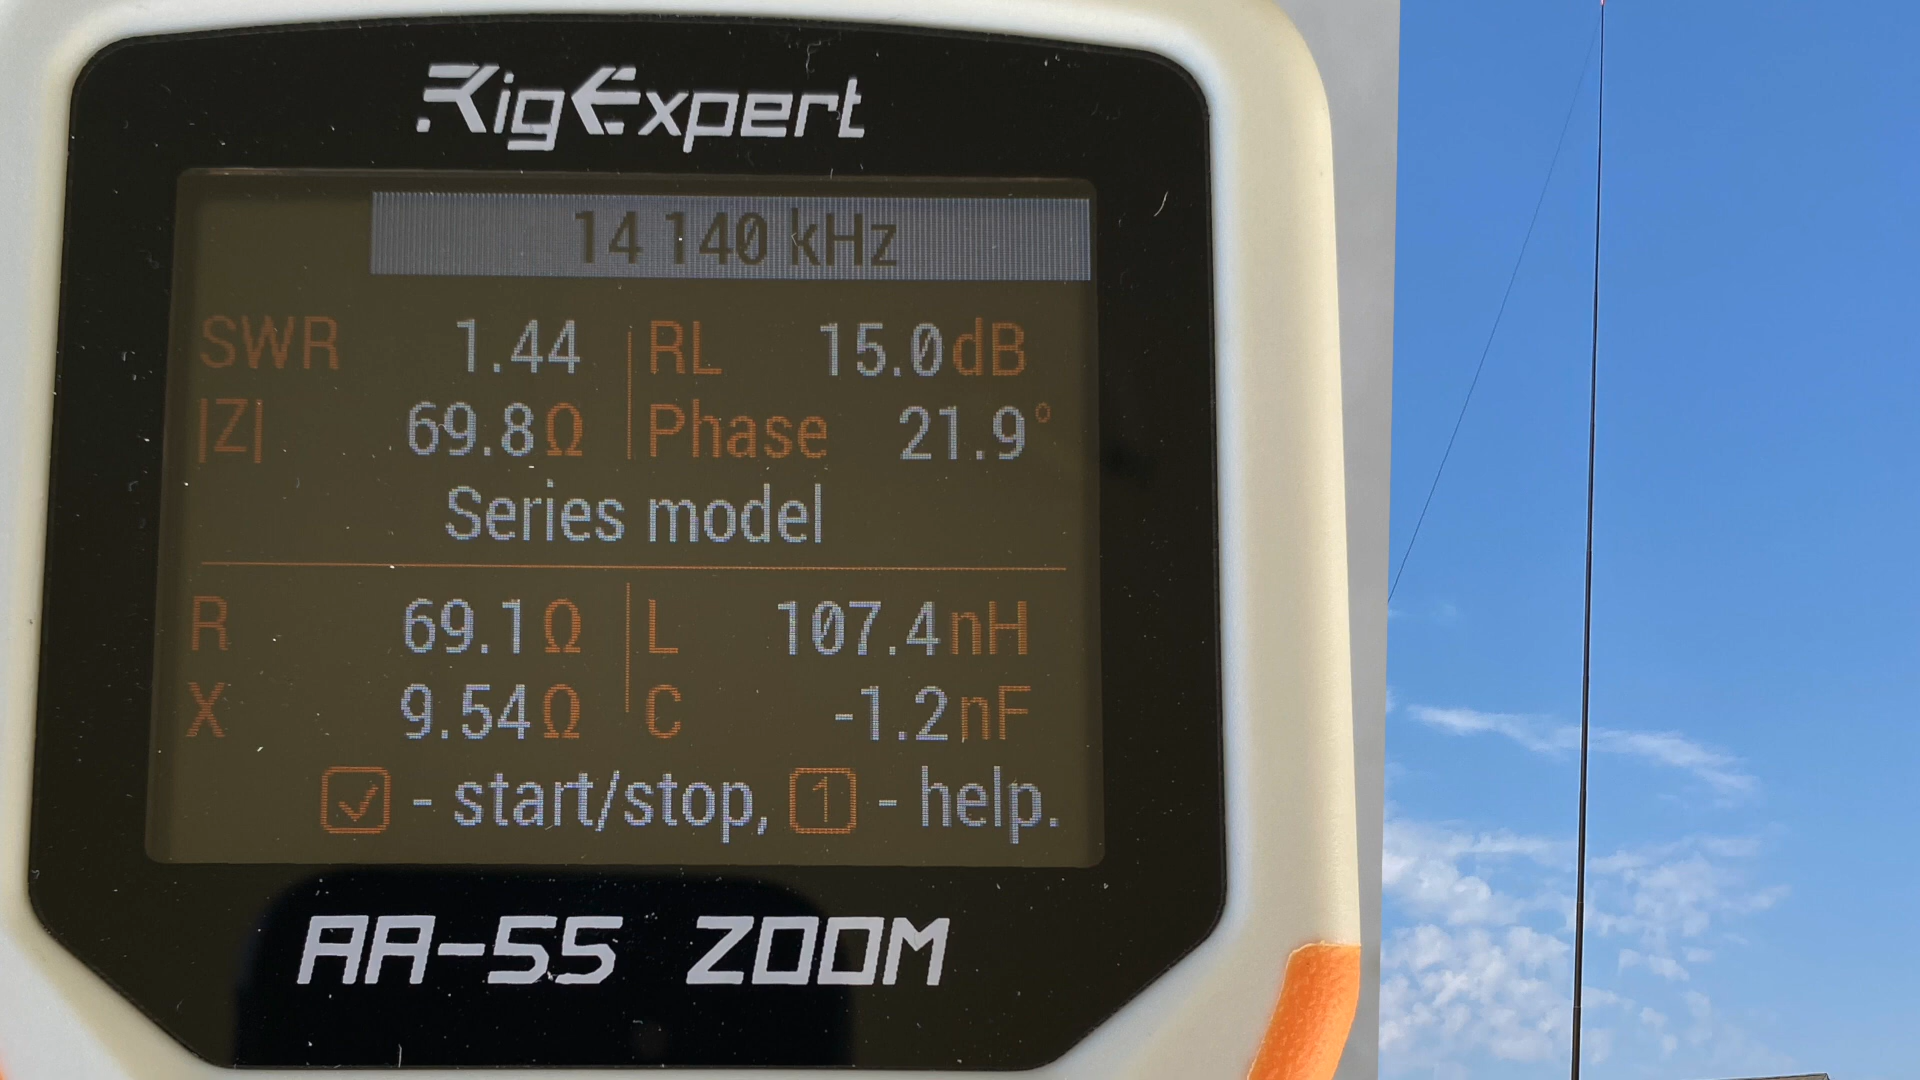 RigExpert
14 140 kHz
SWR 1.44 RL 15.0dB
|Z| 69.8Ω Phase 21.9°
Series model
R 69.1Ω L 107.4nH
X 9.54Ω C -1.2nF
☑ - start/stop, 1 - help.
AA-55 ZOOM